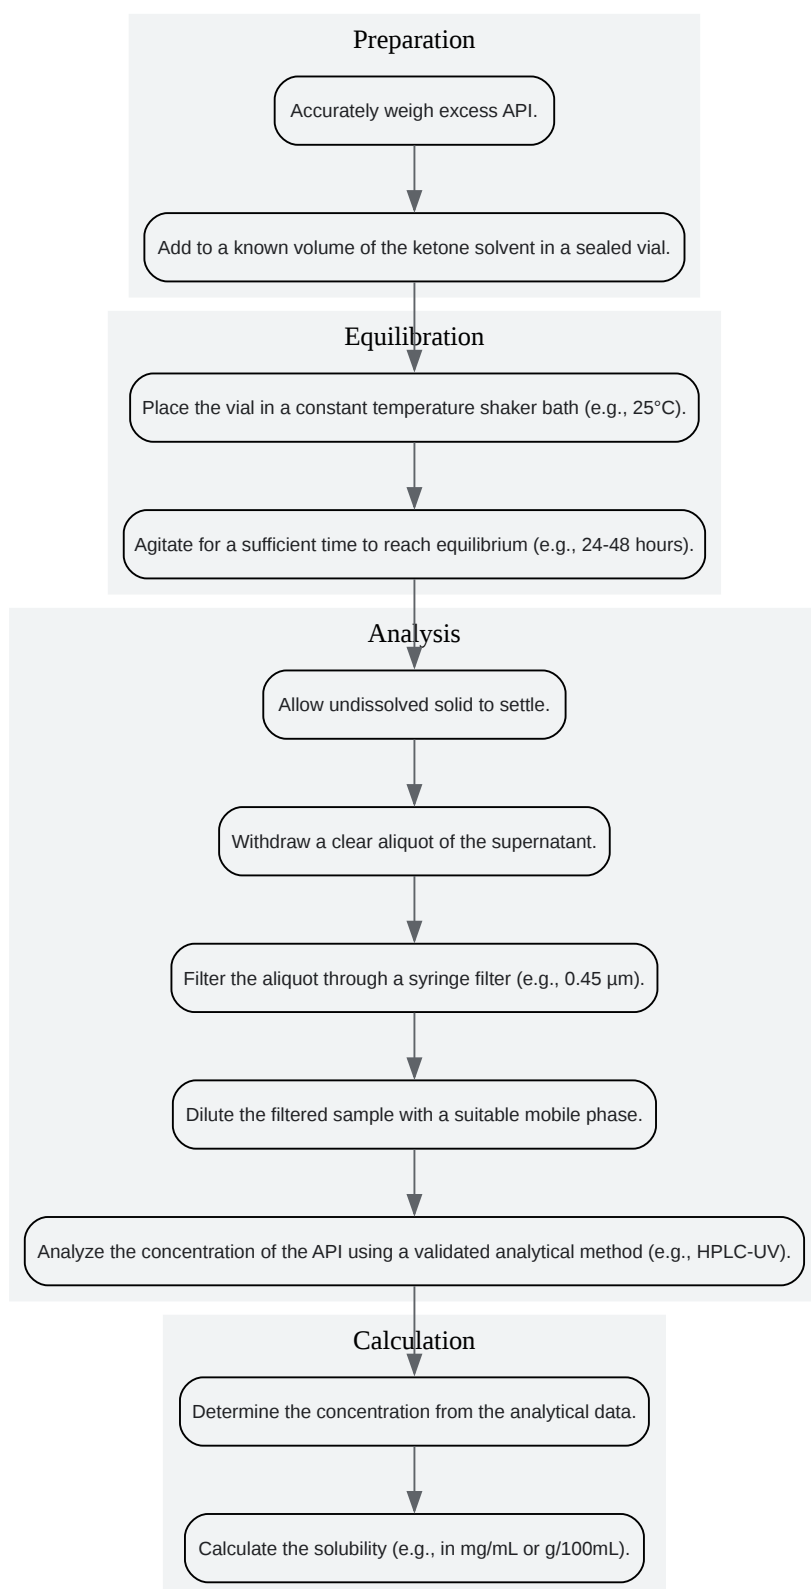 Preparation
Accurately weigh excess API.
Add to a known volume of the ketone solvent in a sealed vial.
Equilibration
Place the vial in a constant temperature shaker bath (e.g., 25°C).
Agitate for a sufficient time to reach equilibrium (e.g., 24-48 hours).
Analysis
Allow undissolved solid to settle.
Withdraw a clear aliquot of the supernatant.
Filter the aliquot through a syringe filter (e.g., 0.45 µm).
Dilute the filtered sample with a suitable mobile phase.
Analyze the concentration of the API using a validated analytical method (e.g., HPLC-UV).
Calculation
Determine the concentration from the analytical data.
Calculate the solubility (e.g., in mg/mL or g/100mL).